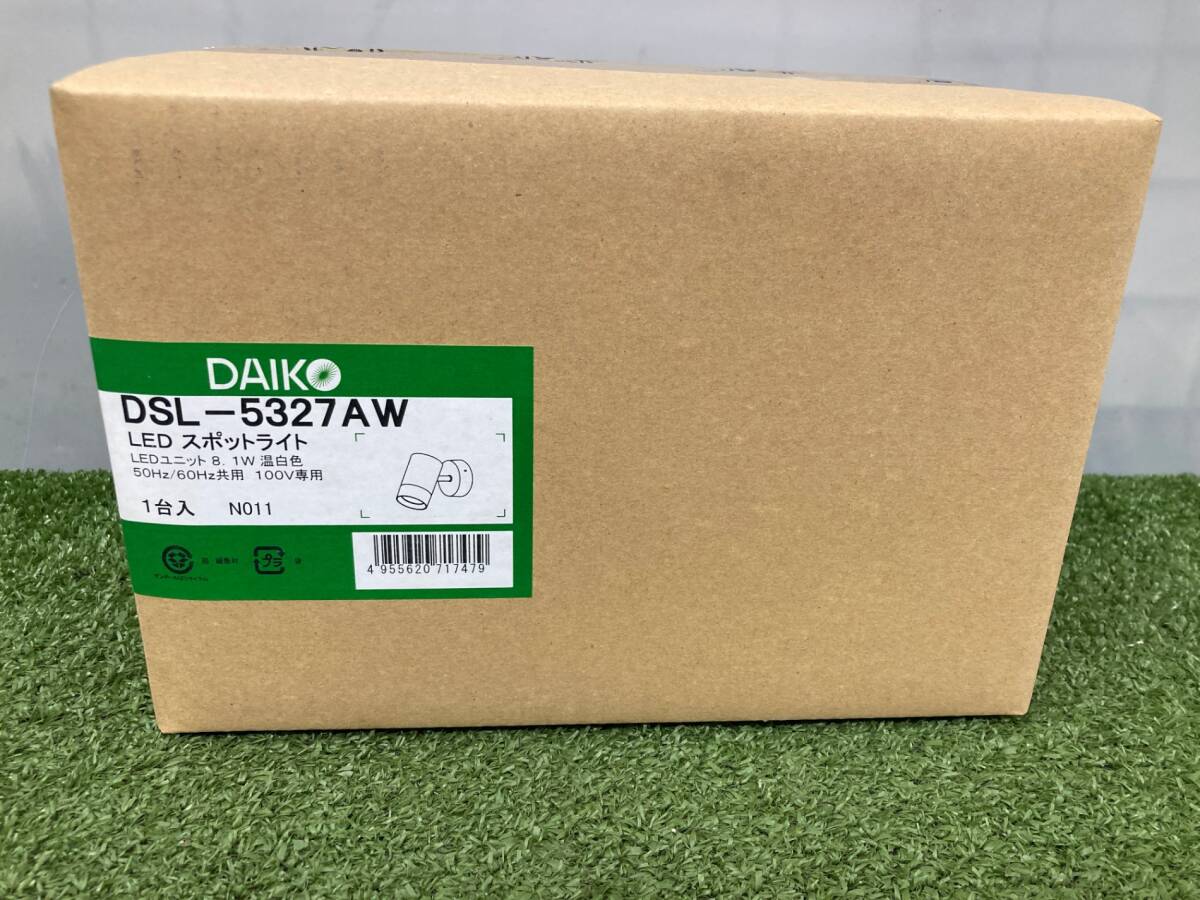 DAIKO
DSL-5327AW
LED スポットライト
LEDユニット 8. 1W 温白色
50Hz/60Hz共用 100V専用
1台入 N011
プラ
4 955620 717479